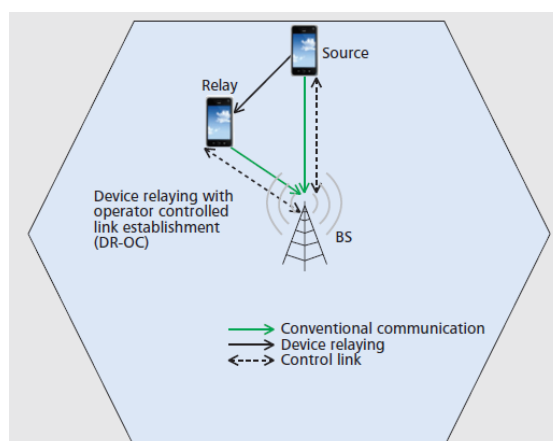 Source
Relay
Device relaying with
operator controlled
link establishment
(DR-OC)
BS
Conventional communication
Device relaying
Control link